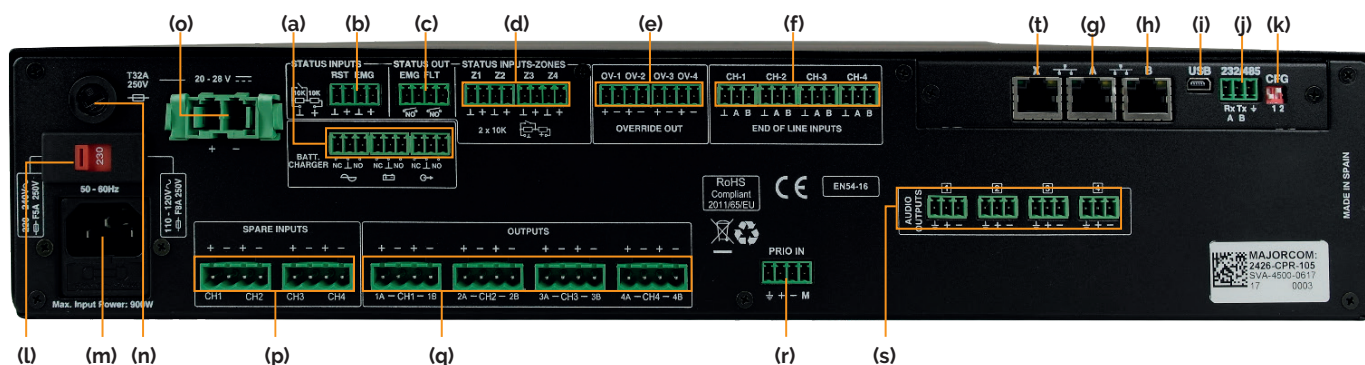 (o) (a) (b) (c) (d) (e) (f) (t) (g) (h) (i) (j) (k)
T32A
250V
20 - 28 V
+ -
STATUS INPUTS
RST EMG
10K 10K
⊥ + ⊥ +
STATUS OUT
EMG FLT
NO NO
STATUS INPUTS-ZONES
Z1 Z2 Z3 Z4
⊥ + ⊥ + ⊥ + ⊥ +
2 x 10K
OV-1 OV-2 OV-3 OV-4
+ - + - + - + -
OVERRIDE OUT
CH-1 CH-2 CH-3 CH-4
⊥ A B ⊥ A B ⊥ A B ⊥ A B
END OF LINE INPUTS
X A B
USB
232/485
Rx Tx
A B
CFG
1 2
BATT.
CHARGER
NC ⊥ NO NC ⊥ NO NC ⊥ NO
230
50 - 60Hz
220 - 240V~
F5A 250V
110 - 120V~
F8A 250V
Max. Input Power: 900W
SPARE INPUTS
+ - + - + - + -
CH1 CH2 CH3 CH4
OUTPUTS
+ - + - + - + - + - + - + - + -
1A - CH1 - 1B 2A - CH2 - 2B 3A - CH3 - 3B 4A - CH4 - 4B
RoHS
Compliant
2011/65/EU
CE
EN54-16
PRIO IN
+ - M
AUDIO
OUTPUTS
1 2 3 4
+ - + - + - + -
MADE IN SPAIN
MAJORCOM:
2426-CPR-105
SVA-4500-0617
17 0003
(l) (m) (n) (p) (q) (r) (s)